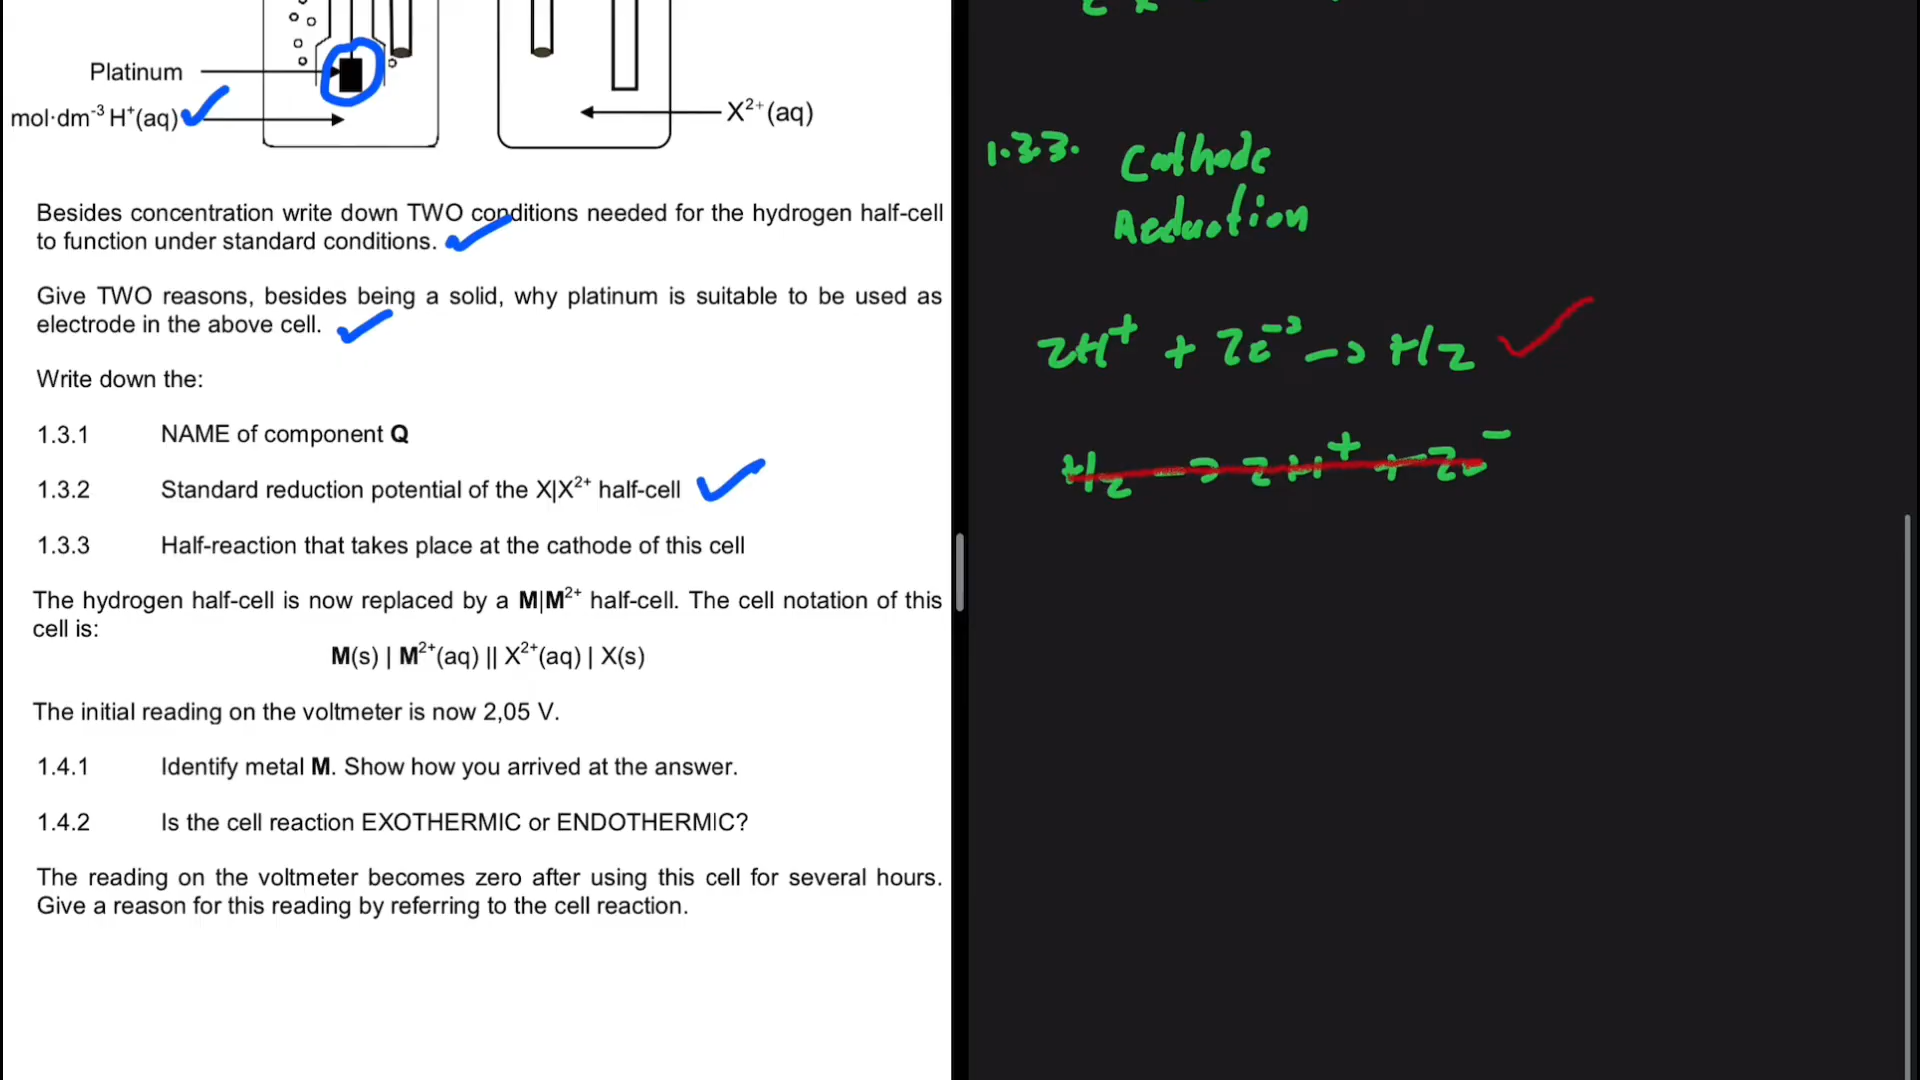 Platinum
mol·dm⁻³ H⁺(aq)
X²⁺(aq)
Besides concentration write down TWO conditions needed for the hydrogen half-cell
to function under standard conditions.
Give TWO reasons, besides being a solid, why platinum is suitable to be used as
electrode in the above cell.
Write down the:
1.3.1 NAME of component Q
1.3.2 Standard reduction potential of the X|X²⁺ half-cell
1.3.3 Half-reaction that takes place at the cathode of this cell
The hydrogen half-cell is now replaced by a M|M²⁺ half-cell. The cell notation of this
cell is:
M(s) | M²⁺(aq) || X²⁺(aq) | X(s)
The initial reading on the voltmeter is now 2,05 V.
1.4.1 Identify metal M. Show how you arrived at the answer.
1.4.2 Is the cell reaction EXOTHERMIC or ENDOTHERMIC?
The reading on the voltmeter becomes zero after using this cell for several hours.
Give a reason for this reading by referring to the cell reaction.
1.3.3. Cathode
Reduction
2H⁺ + 2e⁻ → H₂
H₂ → 2H⁺ + 2e⁻